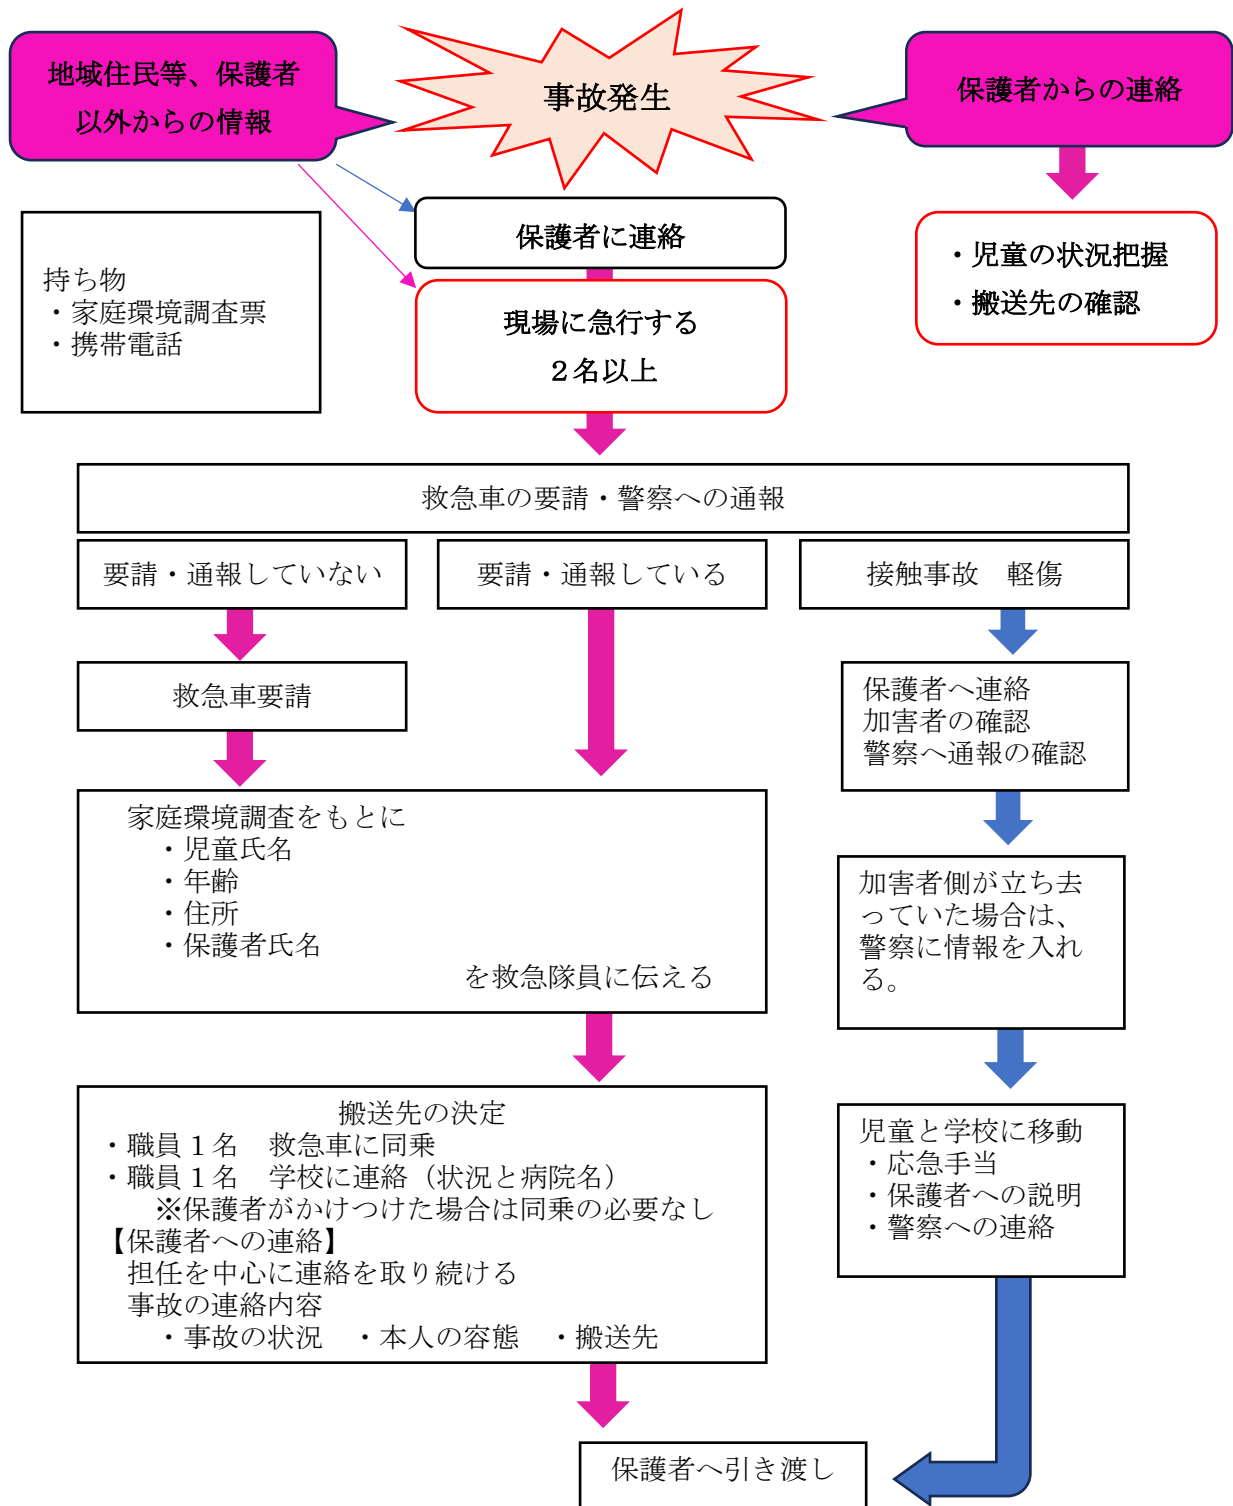 地域住民等、保護者
以外からの情報
事故発生
保護者からの連絡
保護者に連絡
・児童の状況把握
・搬送先の確認
持ち物
・家庭環境調査票
・携帯電話
現場に急行する
２名以上
救急車の要請・警察への通報
要請・通報していない
要請・通報している
接触事故　軽傷
救急車要請
保護者へ連絡
加害者の確認
警察へ通報の確認
家庭環境調査をもとに
・児童氏名
・年齢
・住所
・保護者氏名
を救急隊員に伝える
加害者側が立ち去
っていた場合は、
警察に情報を入れ
る。
搬送先の決定
・職員１名　救急車に同乗
・職員１名　学校に連絡（状況と病院名）
※保護者がかけつけた場合は同乗の必要なし
【保護者への連絡】
担任を中心に連絡を取り続ける
事故の連絡内容
・事故の状況　・本人の容態　・搬送先
児童と学校に移動
・応急手当
・保護者への説明
・警察への連絡
保護者へ引き渡し